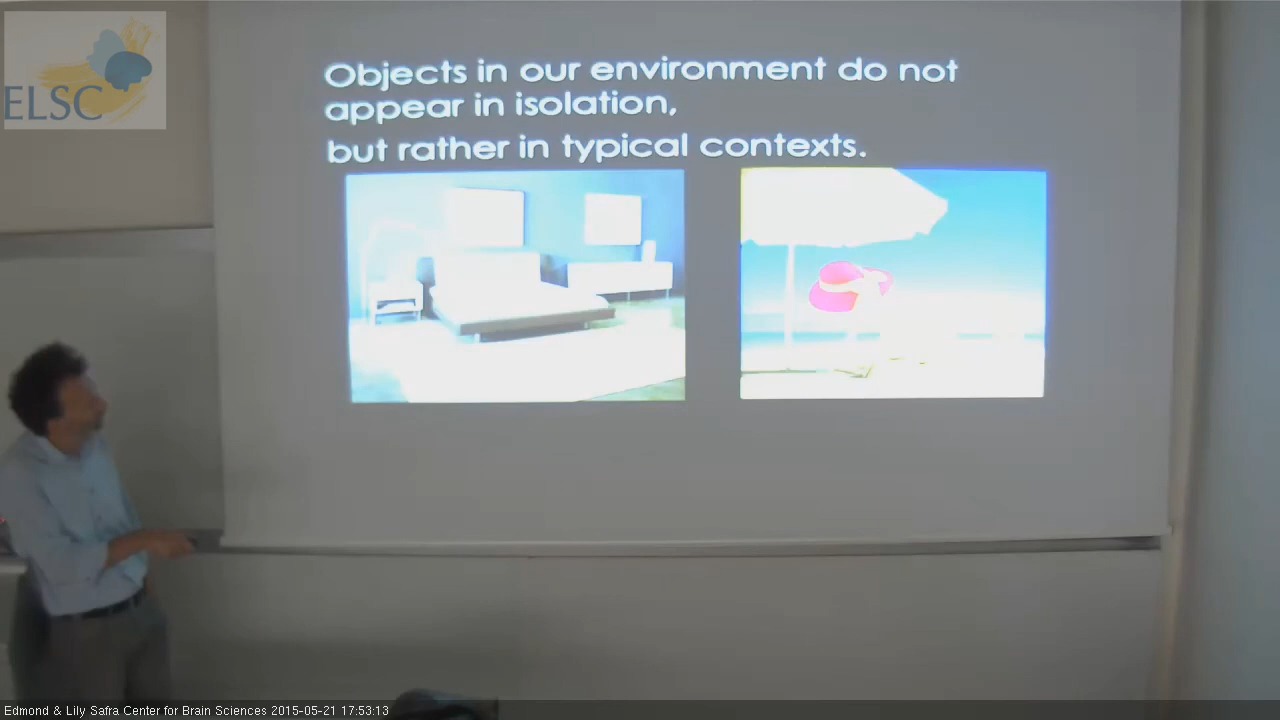 ELSC
Objects in our environment do not
appear in isolation,
but rather in typical contexts.
Edmond & Lily Safra Center for Brain Sciences 2015-05-21 17:53:13